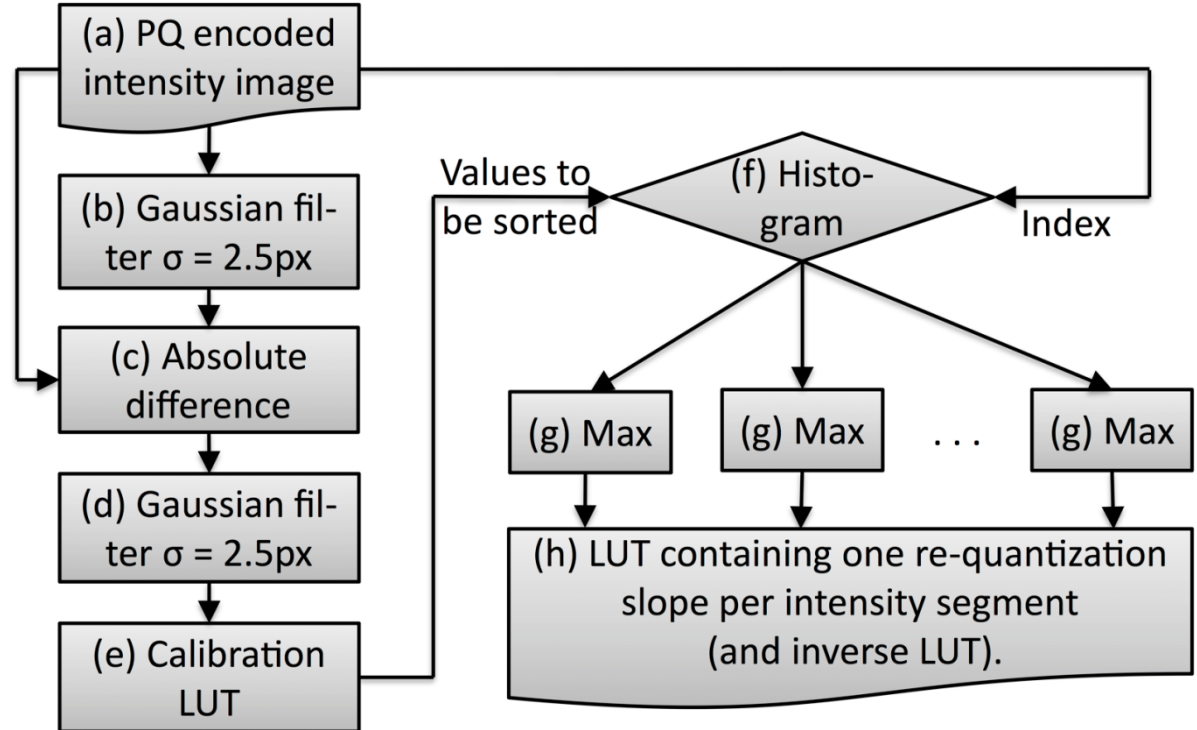 (a) PQ encoded
intensity image
(b) Gaussian fil-
ter σ = 2.5px
(c) Absolute
difference
(d) Gaussian fil-
ter σ = 2.5px
(e) Calibration
LUT
Values to
be sorted
(f) Histo-
gram
Index
(g) Max
(g) Max
. . .
(g) Max
(h) LUT containing one re-quantization
slope per intensity segment
(and inverse LUT).